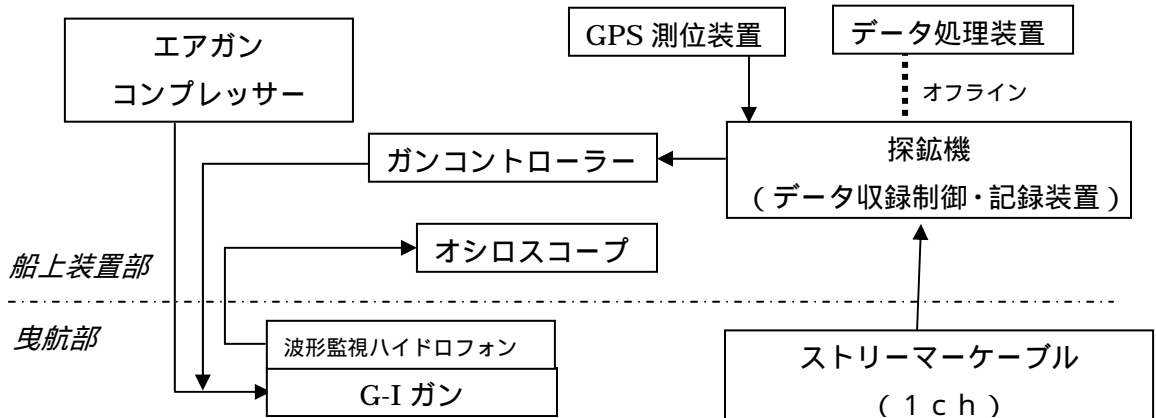 エアガン
コンプレッサー
GPS 測位装置
データ処理装置
オフライン
ガンコントローラー
探鉱機
(データ収録制御・記録装置)
オシロスコープ
船上装置部
曳航部
波形監視ハイドロフォン
G-I ガン
ストリーマーケーブル
(1ch)